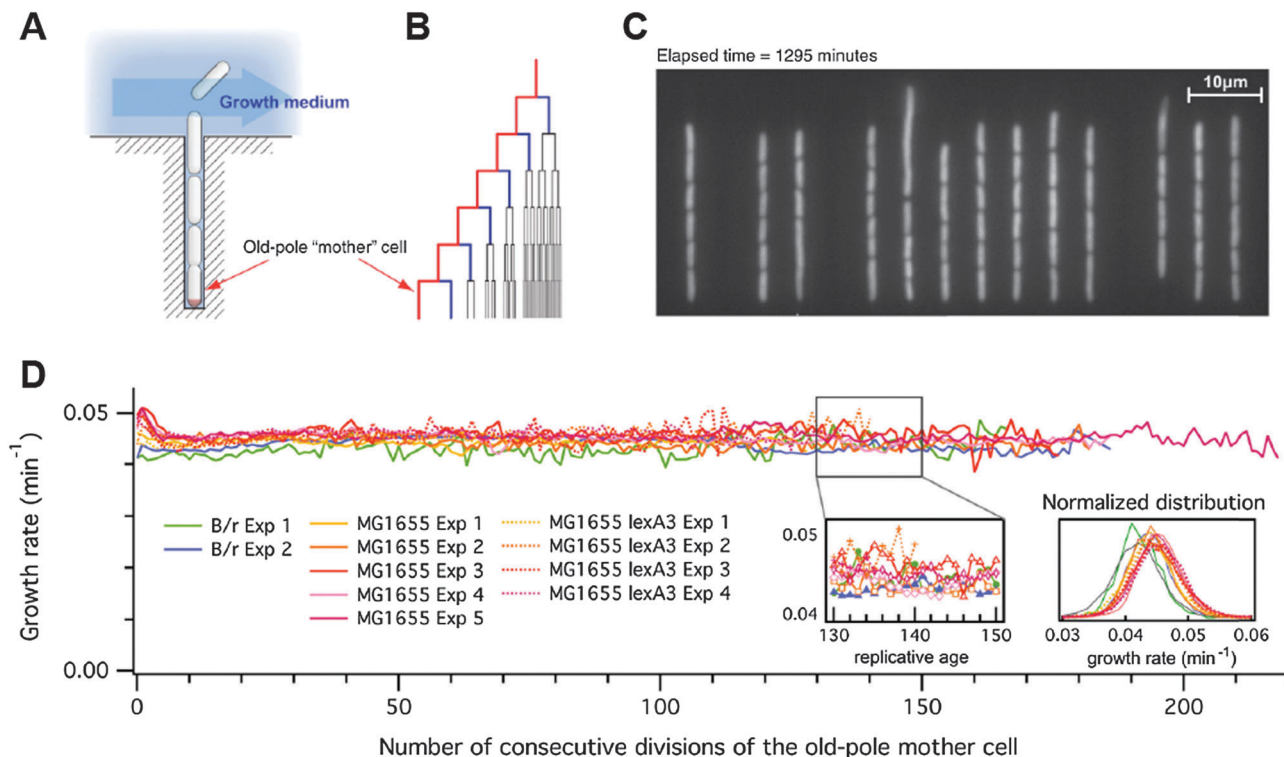 A
B
C
Growth medium
Old-pole “mother” cell
Elapsed time = 1295 minutes
10μm
D
Growth rate (min⁻¹)
0.05
0.00
B/r Exp 1
B/r Exp 2
MG1655 Exp 1
MG1655 Exp 2
MG1655 Exp 3
MG1655 Exp 4
MG1655 Exp 5
MG1655 lexA3 Exp 1
MG1655 lexA3 Exp 2
MG1655 lexA3 Exp 3
MG1655 lexA3 Exp 4
0.05
0.04
130 140 150
replicative age
Normalized distribution
0.03 0.04 0.05 0.06
growth rate (min⁻¹)
0 50 100 150 200
Number of consecutive divisions of the old-pole mother cell